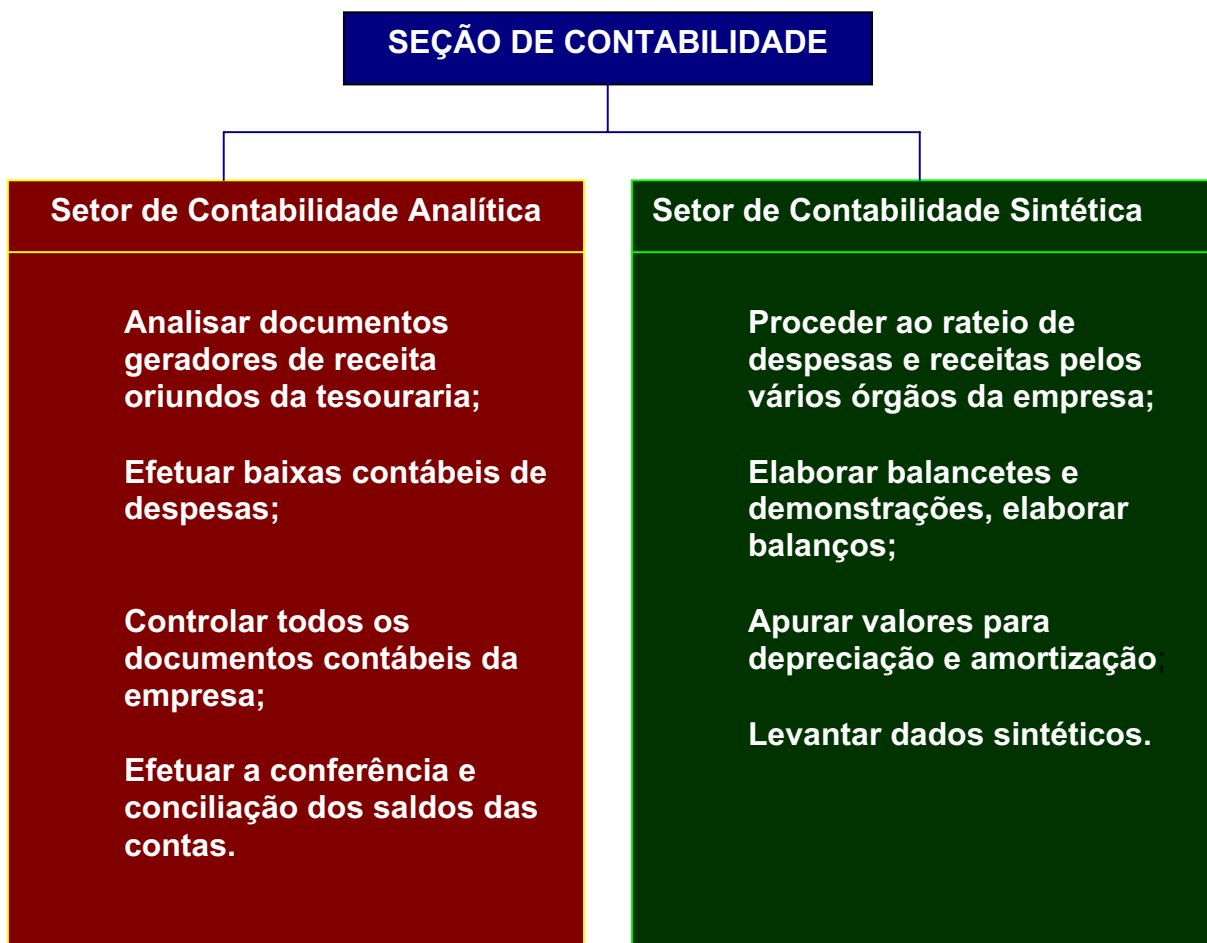 SEÇÃO DE CONTABILIDADE
Setor de Contabilidade Analítica
Analisar documentos
geradores de receita
oriundos da tesouraria;
Efetuar baixas contábeis de
despesas;
Controlar todos os
documentos contábeis da
empresa;
Efetuar a conferência e
conciliação dos saldos das
contas.
Setor de Contabilidade Sintética
Proceder ao rateio de
despesas e receitas pelos
vários órgãos da empresa;
Elaborar balancetes e
demonstrações, elaborar
balanços;
Apurar valores para
depreciação e amortização;
Levantar dados sintéticos.